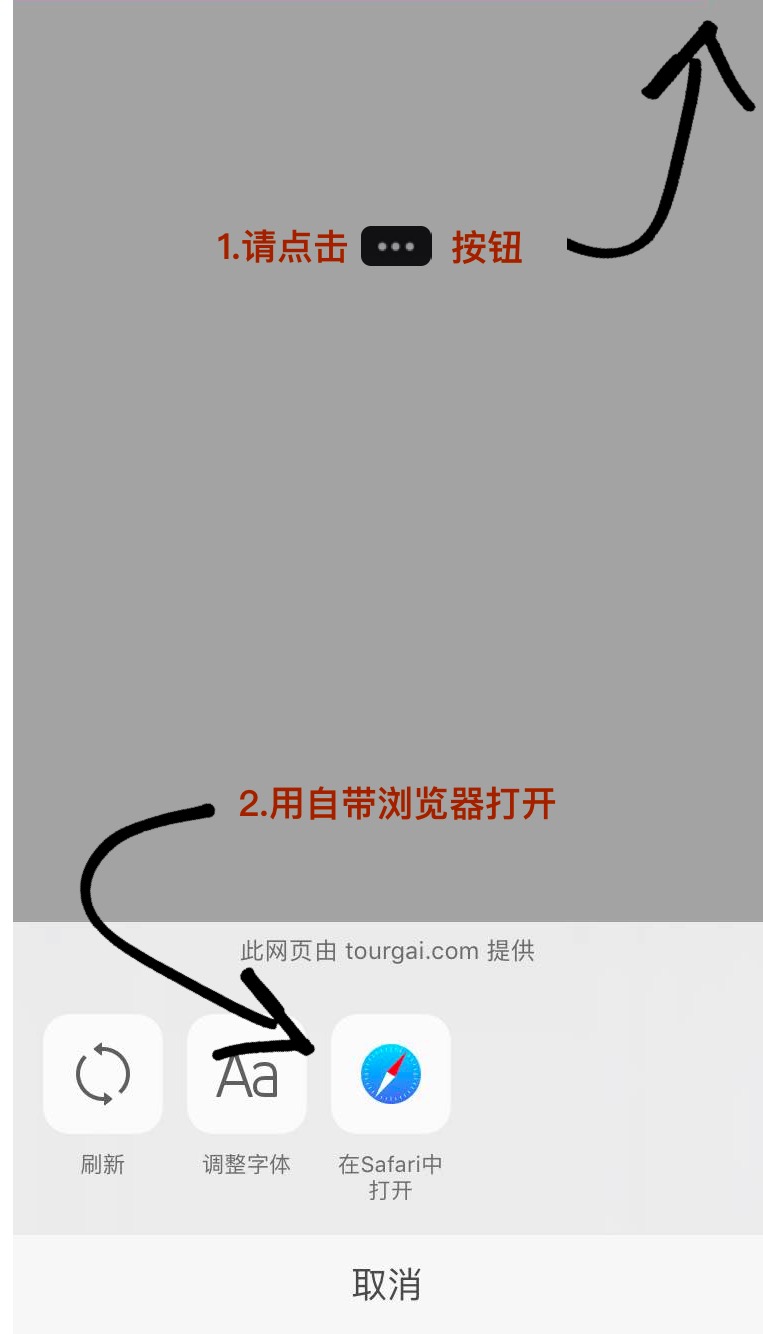 1.请点击 ••• 按钮
2.用自带浏览器打开
此网页由 tourgai.com 提供
Aa
刷新
调整字体
在Safari中
打开
取消